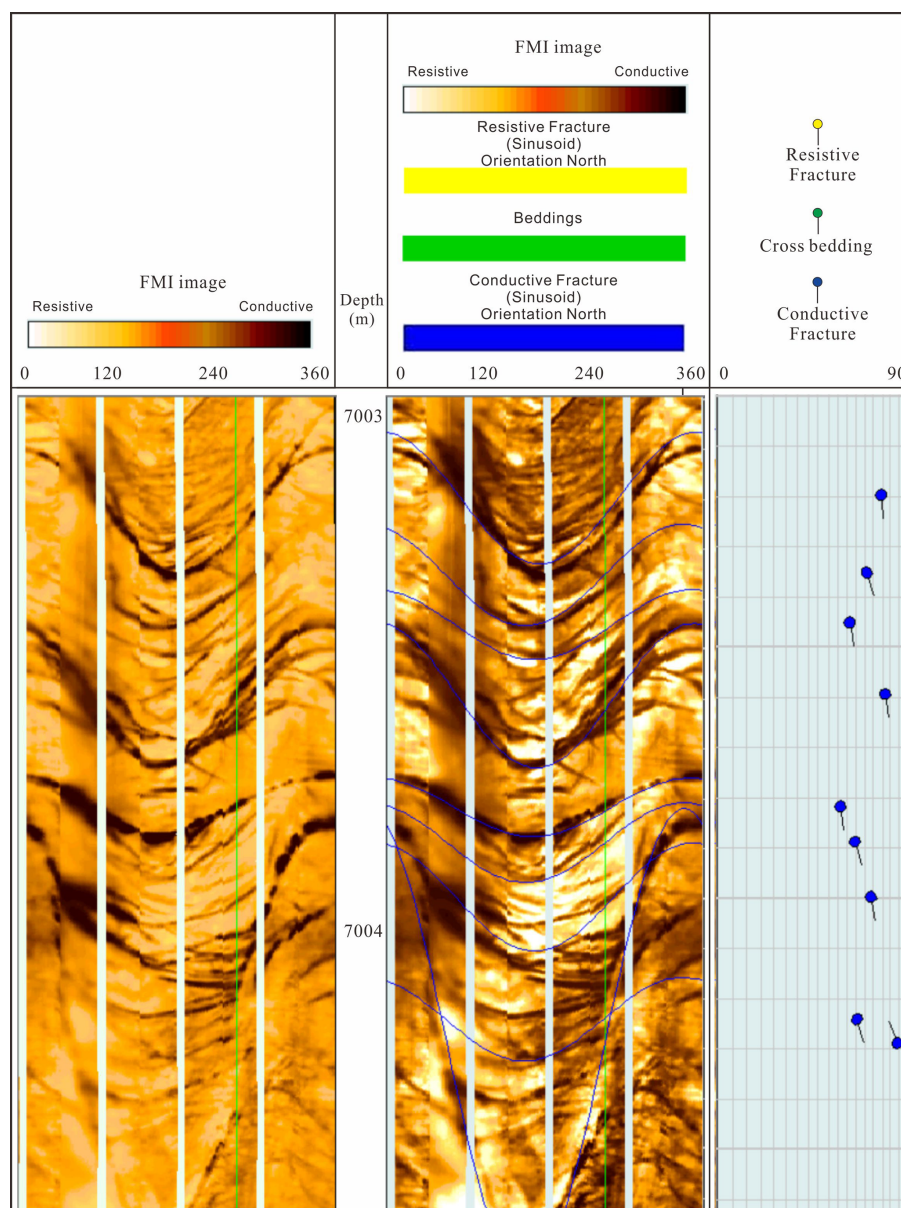 FMI image
Resistive Conductive
0 120 240 360
Depth
(m)
FMI image
Resistive Conductive
Resistive Fracture
(Sinusoid)
Orientation North
Beddings
Conductive Fracture
(Sinusoid)
Orientation North
0 120 240 360
Resistive
Fracture
Cross bedding
Conductive
Fracture
0 90
7003
7004